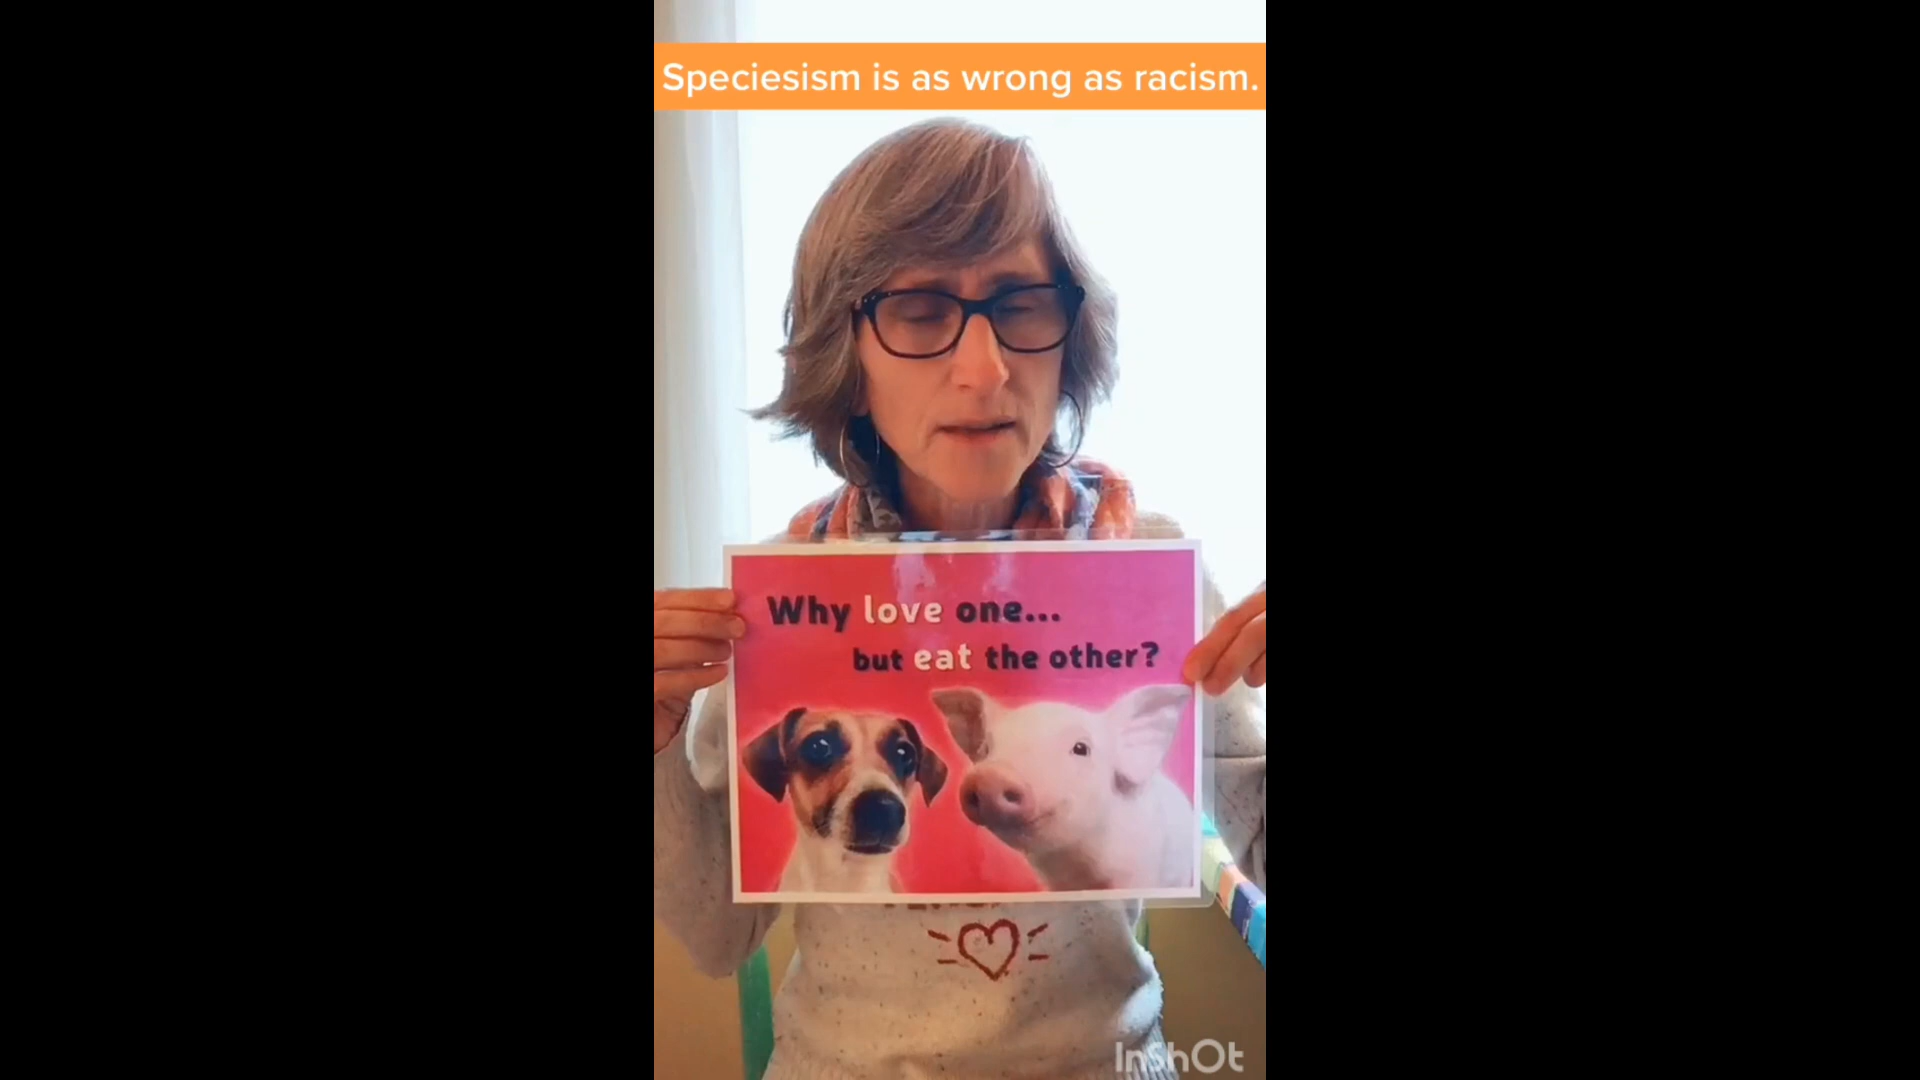 Speciesism is as wrong as racism.
Why love one...
but eat the other?
InShOt